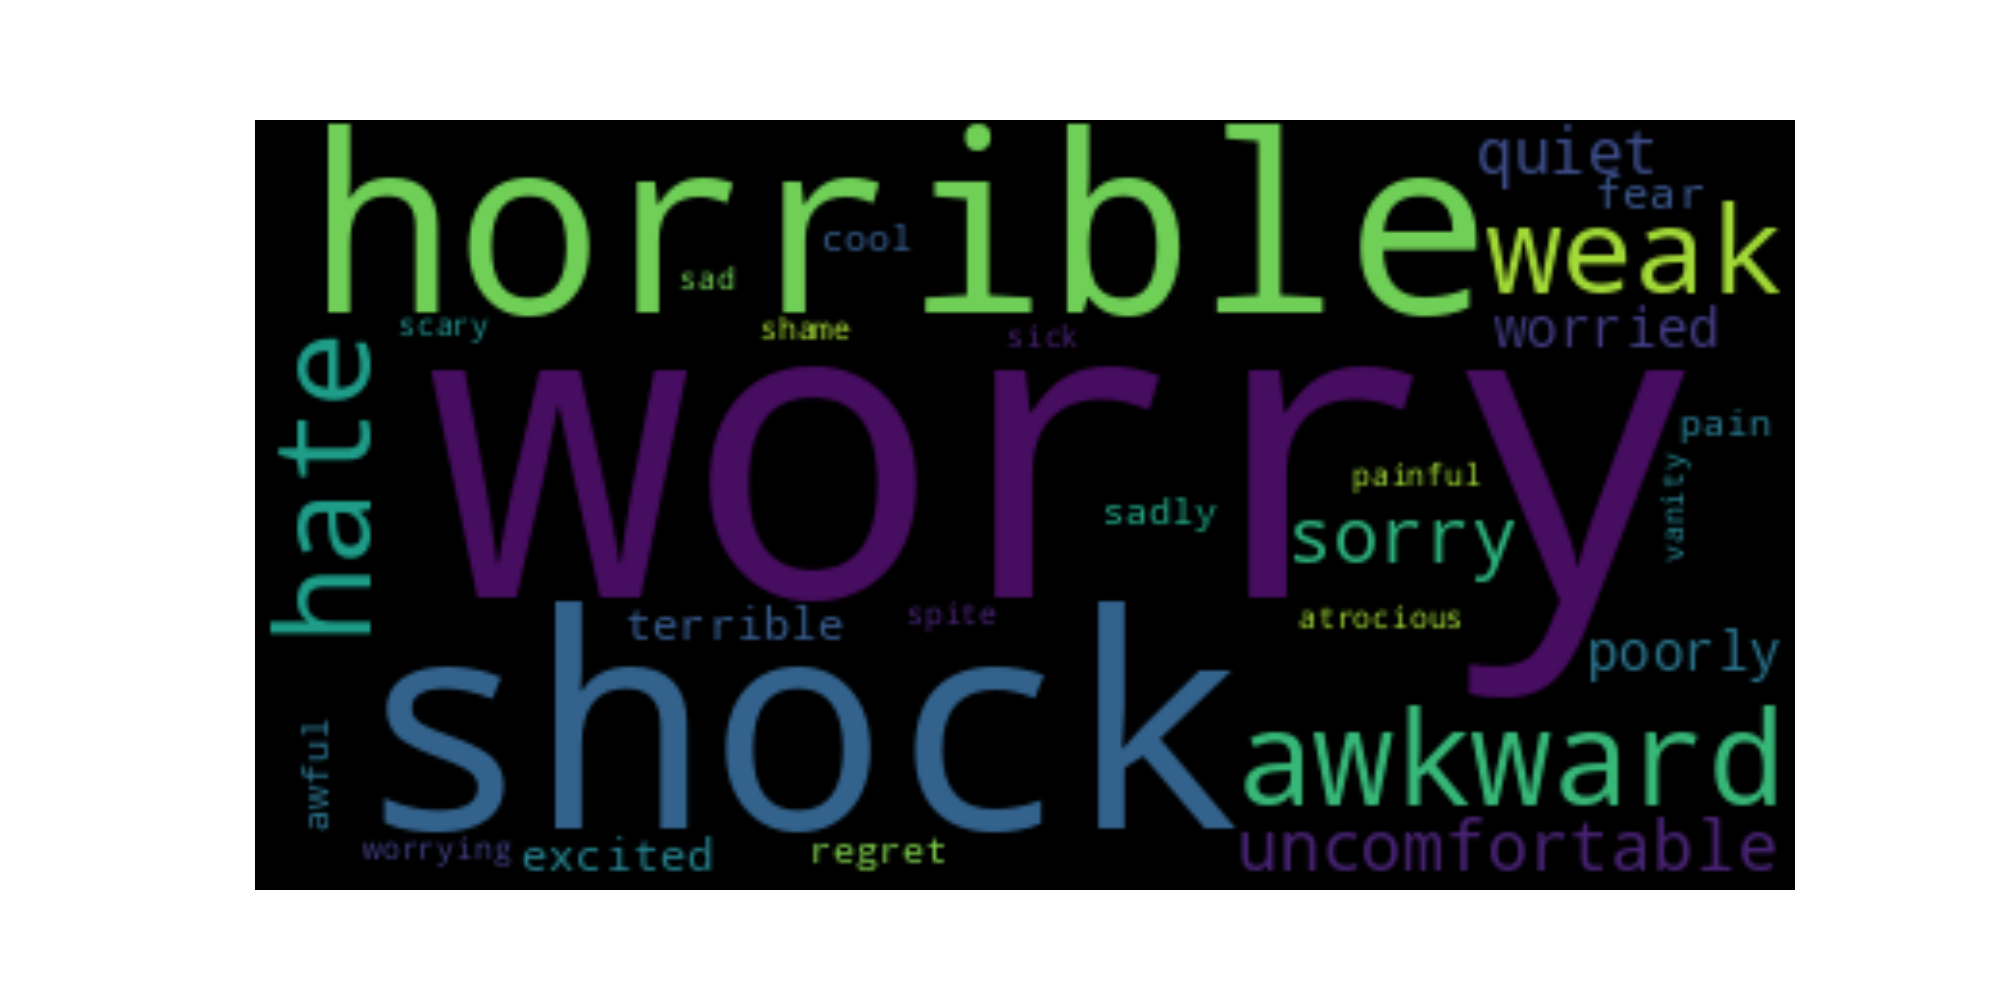 horrible
quiet
fear
cool
weak
sad
scary
shame
sick
worried
hate
worry
pain
painful
vanity
sadly
sorry
terrible
spite
atrocious
poorly
shock
awkward
awful
worrying
excited
regret
uncomfortable